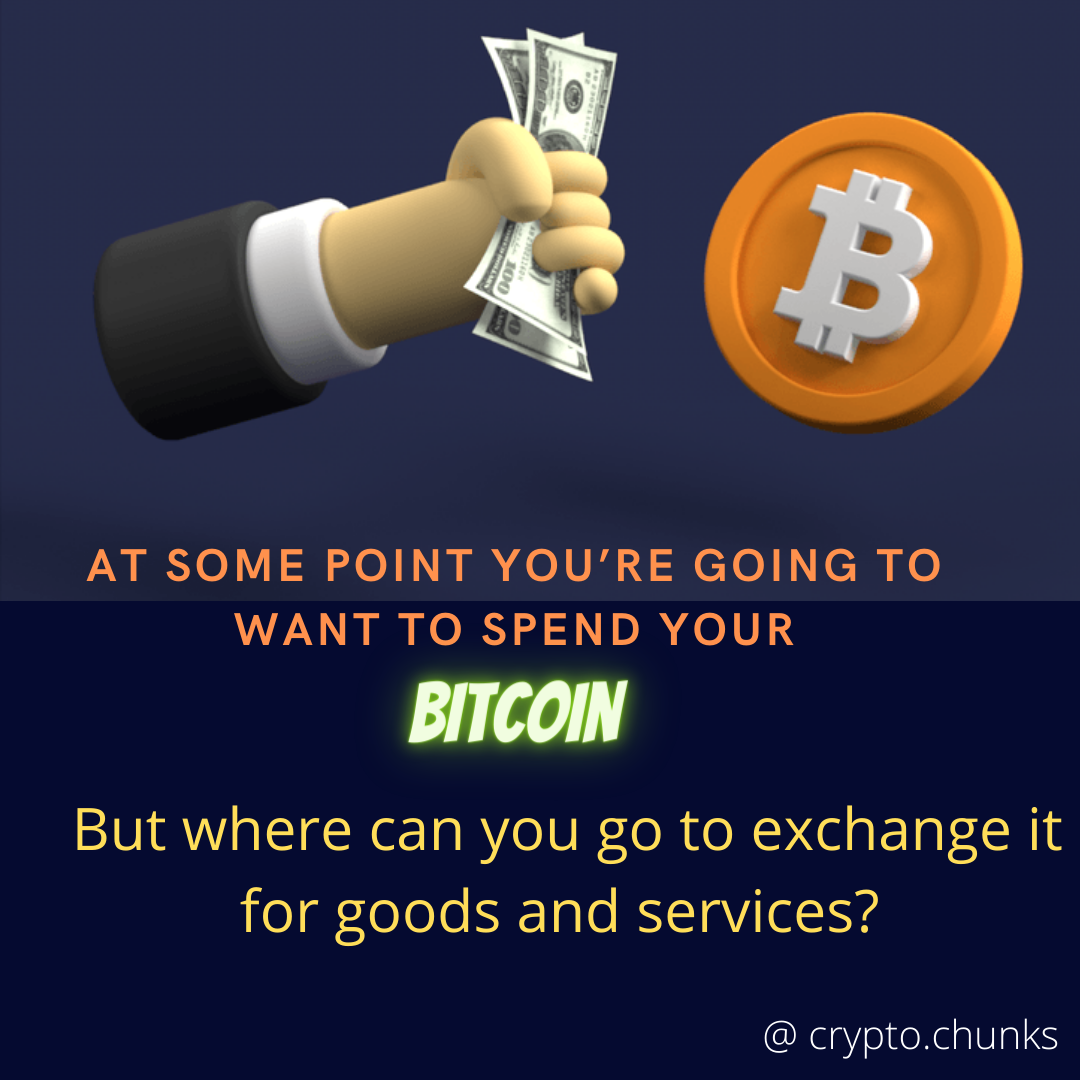 AT SOME POINT YOU’RE GOING TO
WANT TO SPEND YOUR
BITCOIN
But where can you go to exchange it
for goods and services?
@ crypto.chunks